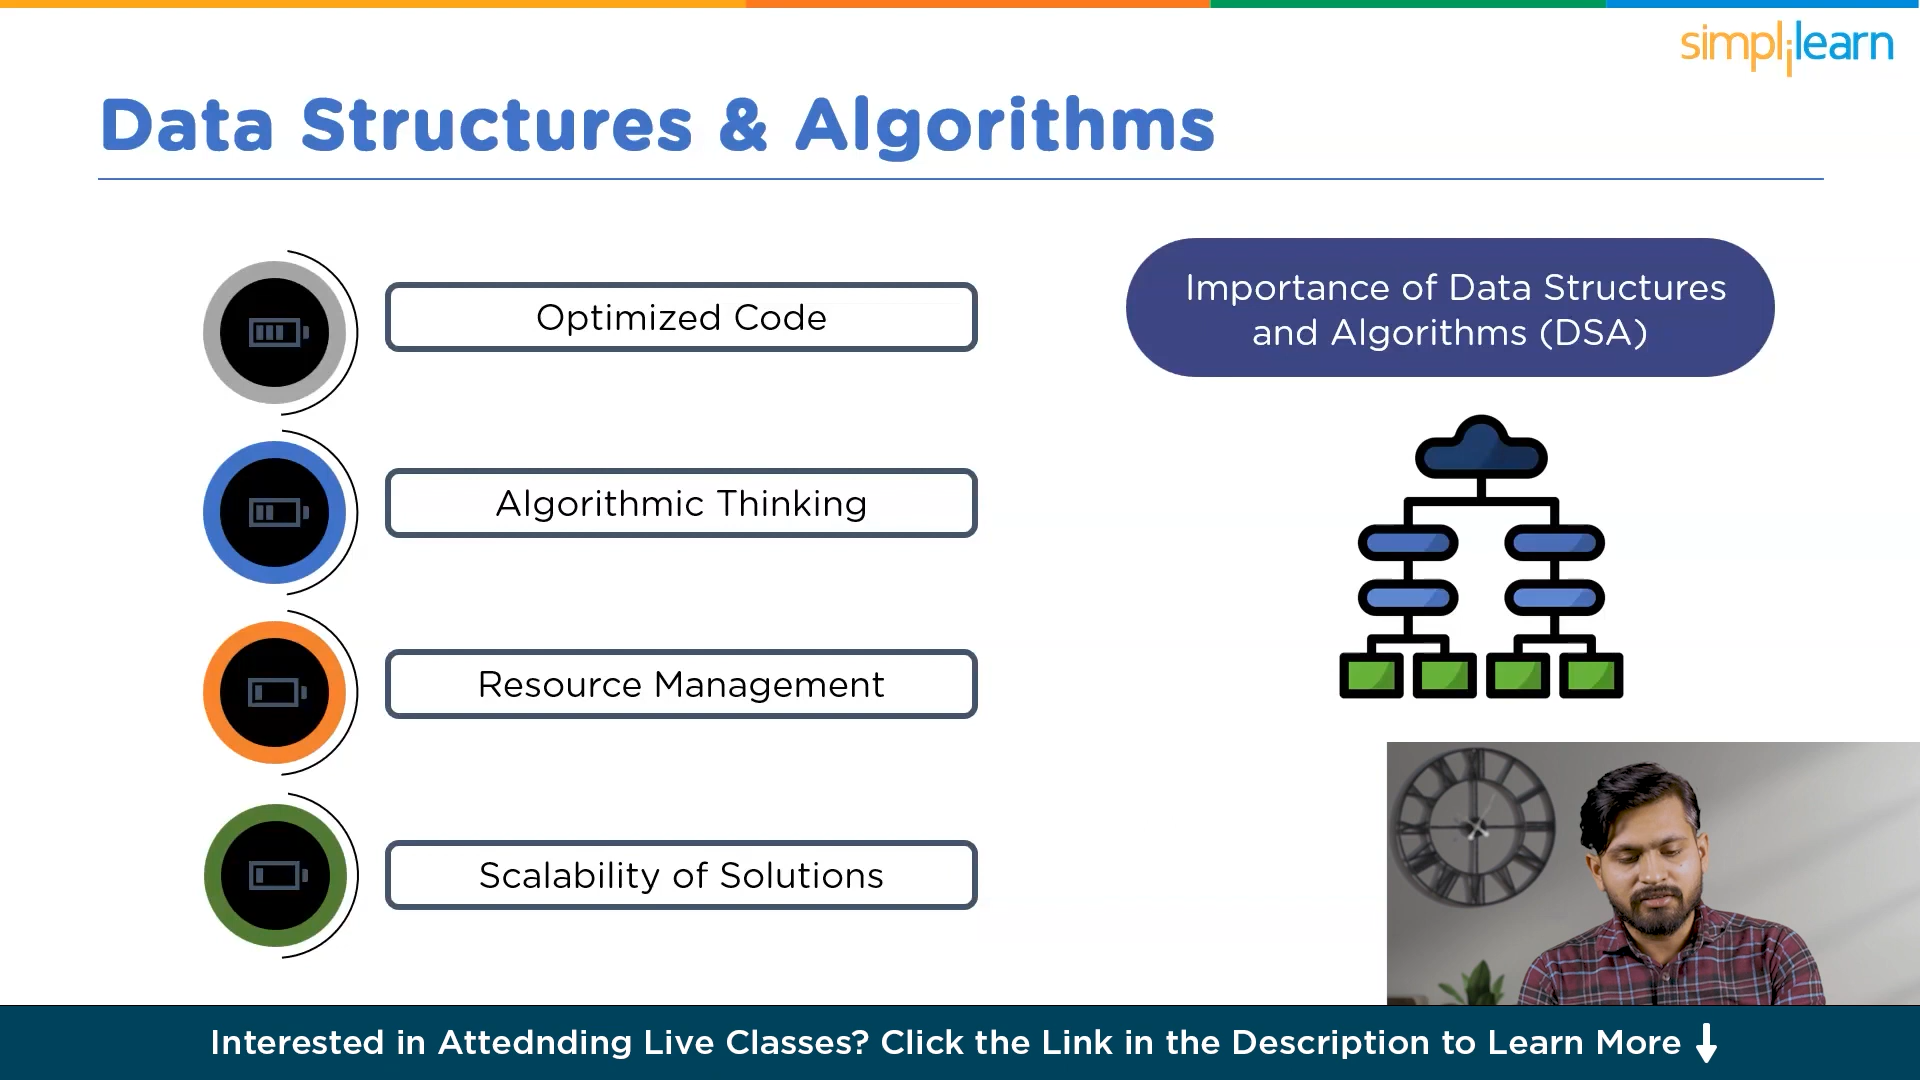 simplilearn
Data Structures & Algorithms
Optimized Code
Algorithmic Thinking
Resource Management
Scalability of Solutions
Importance of Data Structures
and Algorithms (DSA)
Interested in Attednding Live Classes? Click the Link in the Description to Learn More